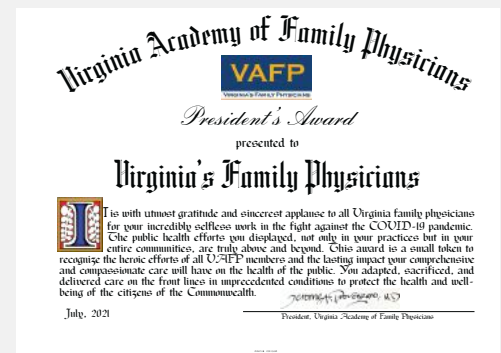 Virginia Academy of Family Physicians
VAFP
VIRGINIA'S FAMILY PHYSICIANS
President's Award
presented to
Virginia's Family Physicians
It is with utmost gratitude and sincerest applause to all Virginia family physicians
for your incredibly selfless work in the fight against the COVID-19 pandemic.
The public health efforts you displayed, not only in your practices but in your
entire communities, are truly above and beyond. This award is a small token to
recognize the heroic efforts of all VAFP members and the lasting impact your comprehensive
and compassionate care will have on the health of the public. You adapted, sacrificed, and
delivered care on the front lines in unprecedented conditions to protect the health and well-
being of the citizens of the Commonwealth.
July, 2021
President, Virginia Academy of Family Physicians